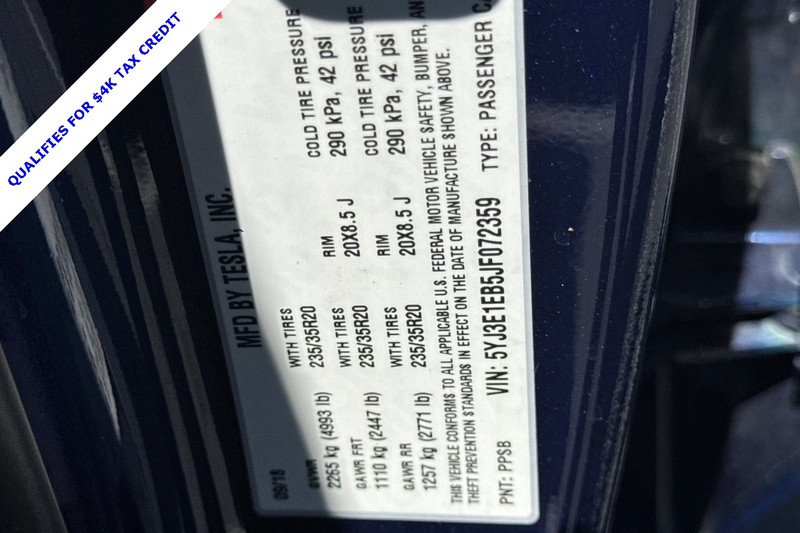 QUALIFIES FOR $4K TAX CREDIT
MFD BY TESLA, INC.
09/18
GVWR WITH TIRES RIM COLD TIRE PRESSURE
2265 kg (4993 lb) 235/35R20 20X8.5 J 290 kPa, 42 psi
GAWR FRT WITH TIRES RIM COLD TIRE PRESSURE
1110 kg (2447 lb) 235/35R20 20X8.5 J 290 kPa, 42 psi
GAWR RR WITH TIRES
1257 kg (2771 lb) 235/35R20
THIS VEHICLE CONFORMS TO ALL APPLICABLE U.S. FEDERAL MOTOR VEHICLE SAFETY, BUMPER, AN
THEFT PREVENTION STANDARDS IN EFFECT ON THE DATE OF MANUFACTURE SHOWN ABOVE.
VIN: 5YJ3E1EB5JF072359 TYPE: PASSENGER C
PNT: PPSB